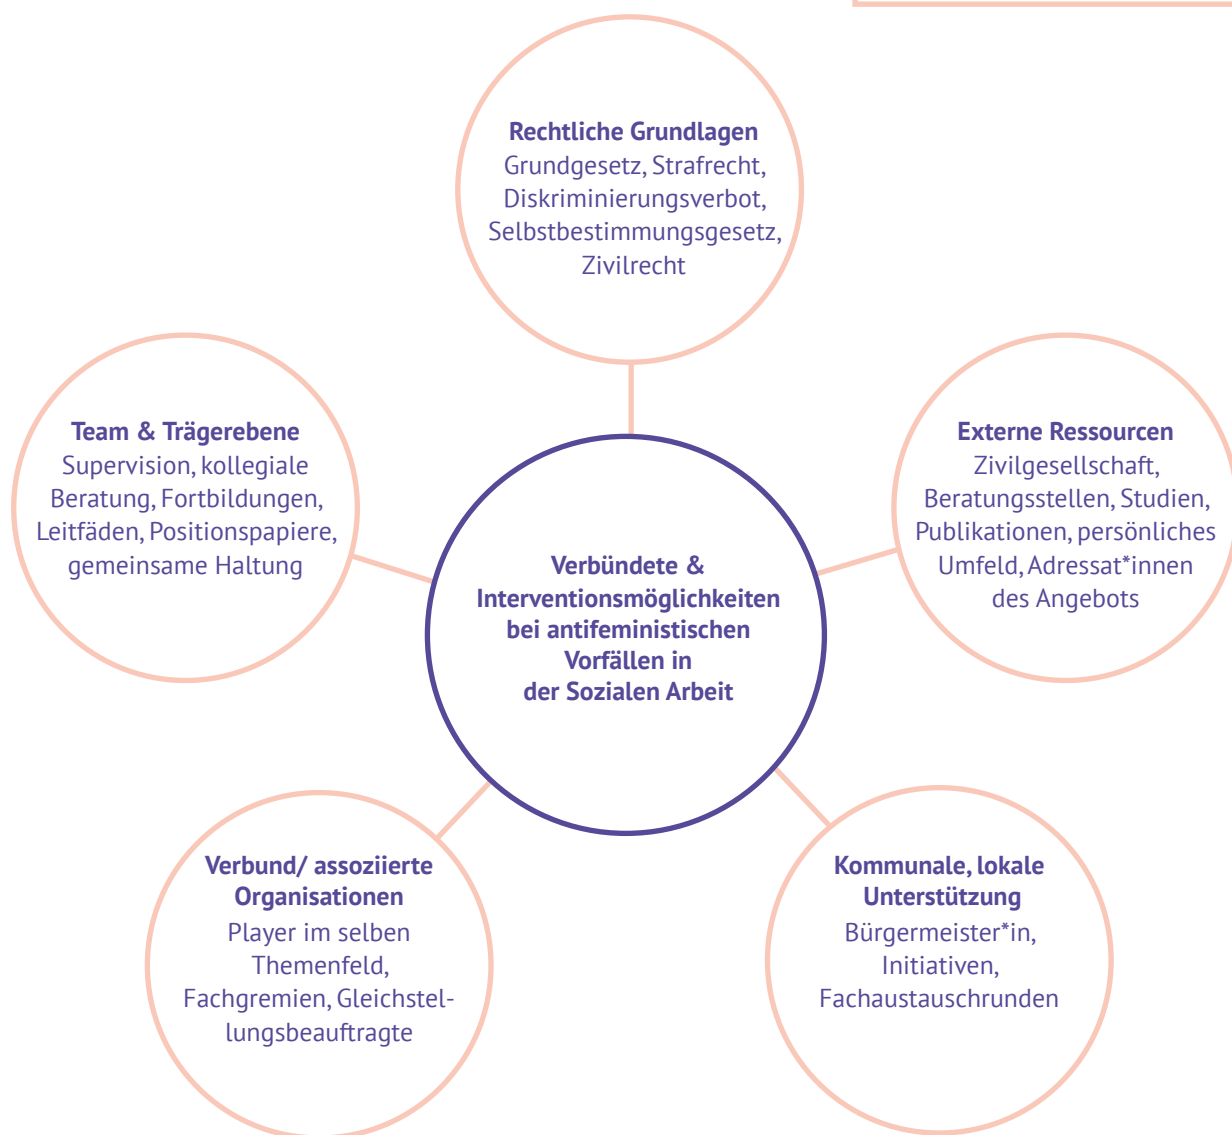 Rechtliche Grundlagen
Grundgesetz, Strafrecht,
Diskriminierungsverbot,
Selbstbestimmungsgesetz,
Zivilrecht
Team & Trägerebene
Supervision, kollegiale
Beratung, Fortbildungen,
Leitfäden, Positionspapiere,
gemeinsame Haltung
Externe Ressourcen
Zivilgesellschaft,
Beratungsstellen, Studien,
Publikationen, persönliches
Umfeld, Adressat*innen
des Angebots
Verbündete &
Interventionsmöglichkeiten
bei antifeministischen
Vorfällen in
der Sozialen Arbeit
Verbund/ assoziierte
Organisationen
Player im selben
Themenfeld,
Fachgremien, Gleichstel-
lungsbeauftragte
Kommunale, lokale
Unterstützung
Bürgermeister*in,
Initiativen,
Fachaustauschrunden